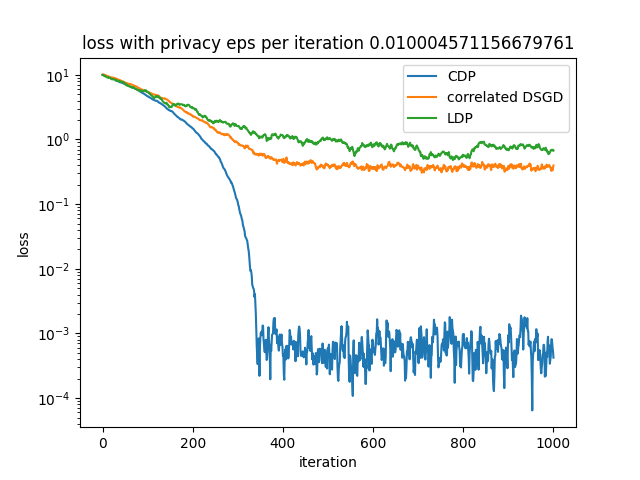 loss with privacy eps per iteration 0.010004571156679761
CDP
correlated DSGD
LDP
10¹
10⁰
10⁻¹
10⁻²
10⁻³
10⁻⁴
loss
0 200 400 600 800 1000
iteration